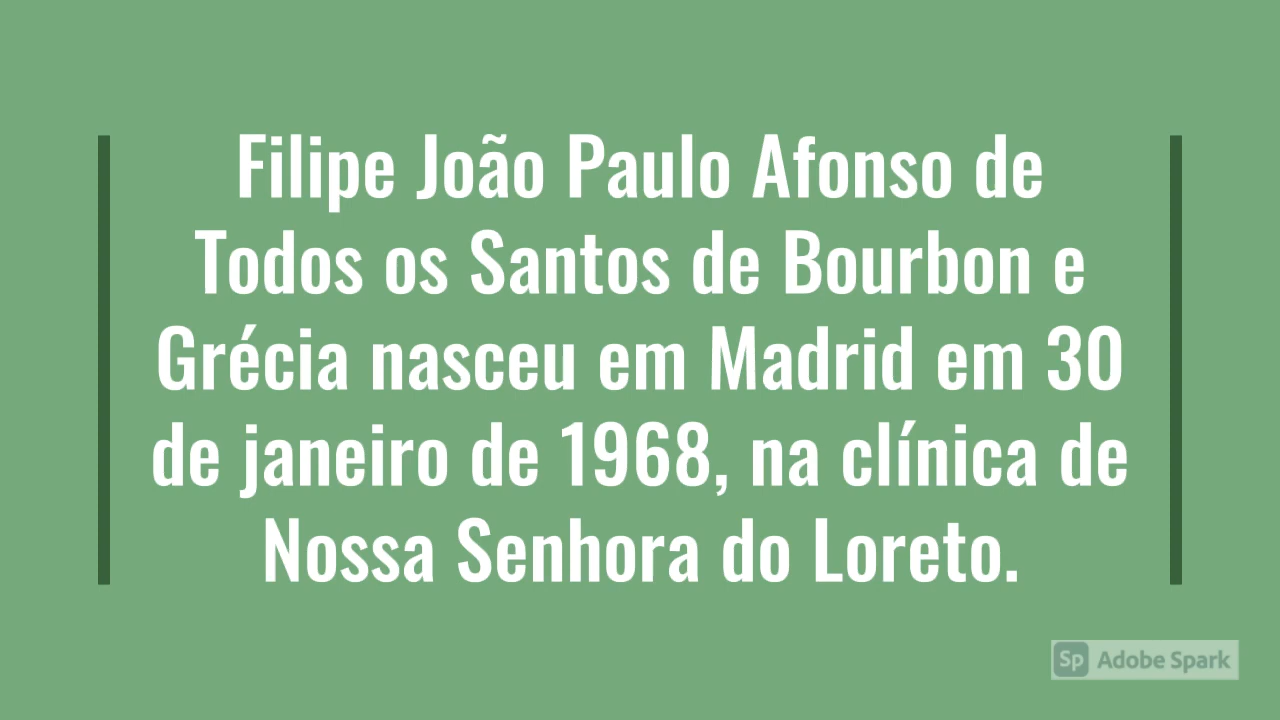 Filipe João Paulo Afonso de
Todos os Santos de Bourbon e
Grécia nasceu em Madrid em 30
de janeiro de 1968, na clínica de
Nossa Senhora do Loreto.
Sp Adobe Spark